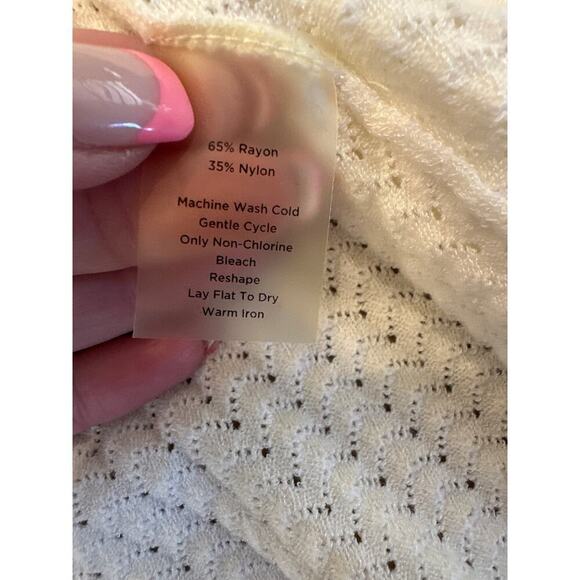 65% Rayon
35% Nylon
Machine Wash Cold
Gentle Cycle
Only Non-Chlorine
Bleach
Reshape
Lay Flat To Dry
Warm Iron